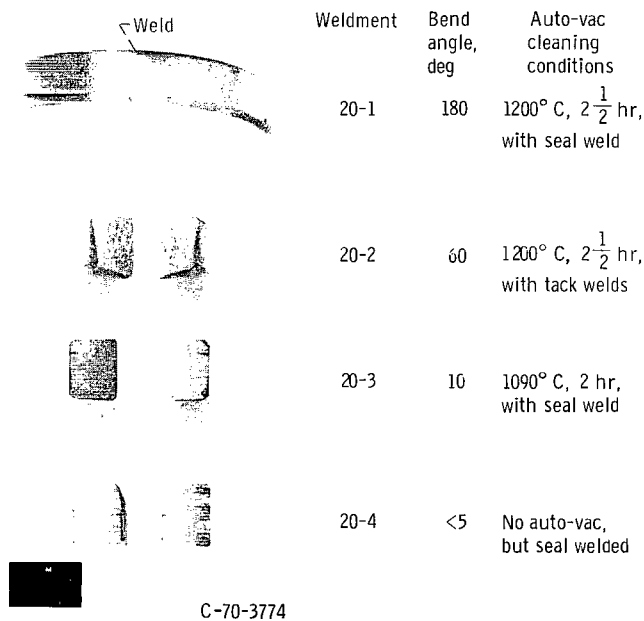 Weld
Weldment Bend angle, deg Auto-vac cleaning conditions
20-1 180 1200° C, 2 1/2 hr, with seal weld
20-2 60 1200° C, 2 1/2 hr, with tack welds
20-3 10 1090° C, 2 hr, with seal weld
20-4 <5 No auto-vac, but seal welded
C-70-3774